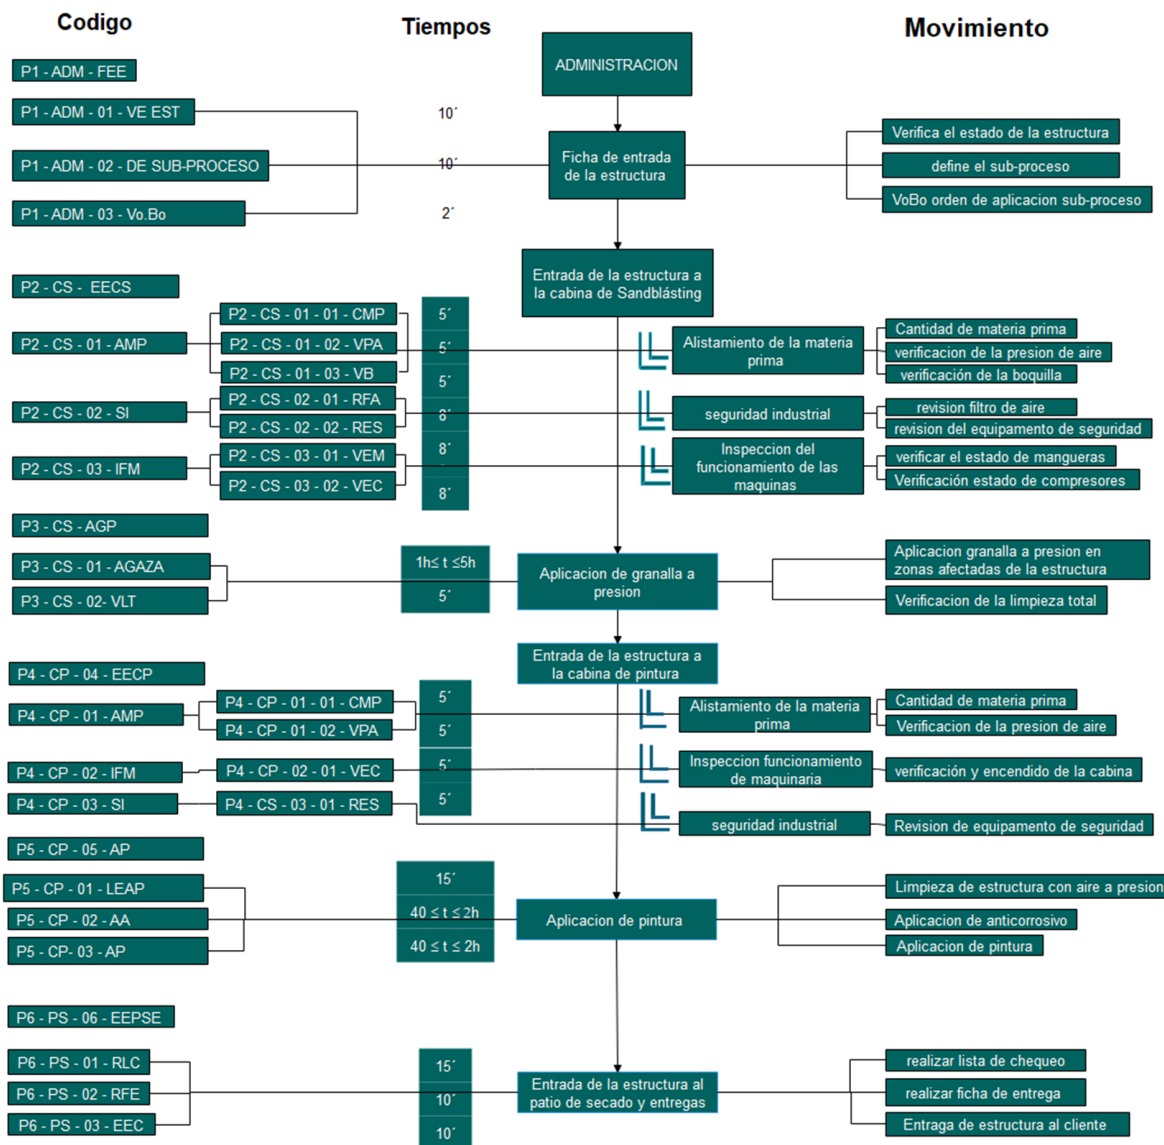 Codigo
Tiempos
Movimiento
ADMINISTRACION
P1 - ADM - FEE
P1 - ADM - 01 - VE EST
10´
Verifica el estado de la estructura
P1 - ADM - 02 - DE SUB-PROCESO
10´
Ficha de entrada
de la estructura
define el sub-proceso
P1 - ADM - 03 - Vo.Bo
2´
VoBo orden de aplicacion sub-proceso
Entrada de la estructura a
la cabina de Sandblásting
P2 - CS -  EECS
P2 - CS - 01 - AMP
P2 - CS - 01 - 01 - CMP
P2 - CS - 01 - 02 - VPA
P2 - CS - 01 - 03 - VB
5´
5´
5´
Alistamiento de la materia
prima
Cantidad de materia prima
verificacion de la presion de aire
verificación de la boquilla
P2 - CS - 02 - SI
P2 - CS - 02 - 01 - RFA
P2 - CS - 02 - 02 - RES
8´
seguridad industrial
revision filtro de aire
revision del equipamento de seguridad
P2 - CS - 03 - IFM
P2 - CS - 03 - 01 - VEM
P2 - CS - 03 - 02 - VEC
8´
8´
Inspeccion del
funcionamiento de las
maquinas
verificar el estado de mangueras
Verificación estado de compresores
P3 - CS - AGP
P3 - CS - 01 - AGAZA
P3 - CS - 02- VLT
1h≤ t ≤5h
5´
Aplicacion de granalla a
presion
Aplicacion granalla a presion en
zonas afectadas de la estructura
Verificacion de la limpieza total
Entrada de la estructura a
la cabina de pintura
P4 - CP - 04 - EECP
P4 - CP - 01 - AMP
P4 - CP - 01 - 01 - CMP
P4 - CP - 01 - 02 - VPA
5´
5´
Alistamiento de la materia
prima
Cantidad de materia prima
Verificacion de la presion de aire
P4 - CP - 02 - IFM
P4 - CP - 02 - 01 - VEC
5´
Inspeccion funcionamiento
de maquinaria
verificación y encendido de la cabina
P4 - CP - 03 - SI
P4 - CS - 03 - 01 - RES
5´
seguridad industrial
Revision de equipamento de seguridad
P5 - CP - 05 - AP
P5 - CP - 01 - LEAP
P5 - CP - 02 - AA
P5 - CP- 03 - AP
15´
40 ≤ t ≤ 2h
40 ≤ t ≤ 2h
Aplicacion de pintura
Limpieza de estructura con aire a presion
Aplicacion de anticorrosivo
Aplicacion de pintura
P6 - PS - 06 - EEPSE
P6 - PS - 01 - RLC
P6 - PS - 02 - RFE
P6 - PS - 03 - EEC
15´
10´
10´
Entrada de la estructura al
patio de secado y entregas
realizar lista de chequeo
realizar ficha de entrega
Entraga de estructura al cliente